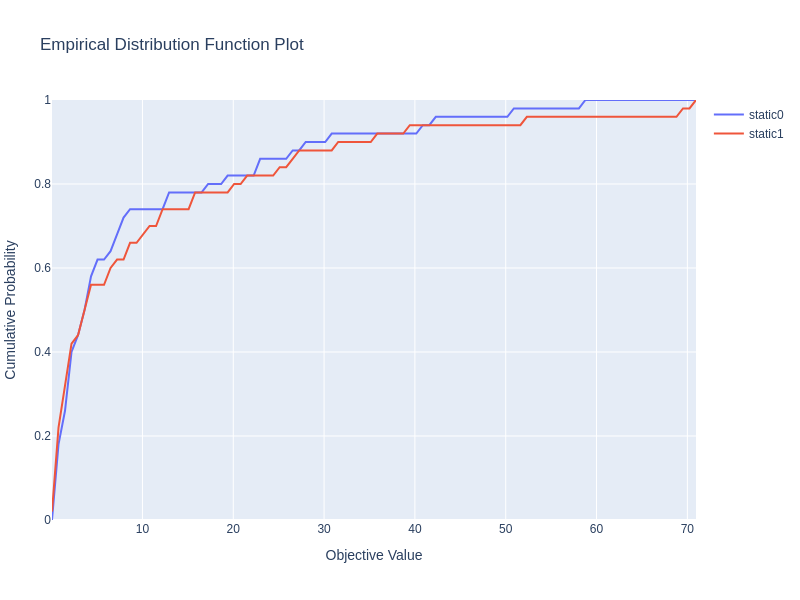 Empirical Distribution Function Plot
1
0.8
0.6
0.4
0.2
0
10
20
30
40
50
60
70
Objective Value
Cumulative Probability
static0
static1